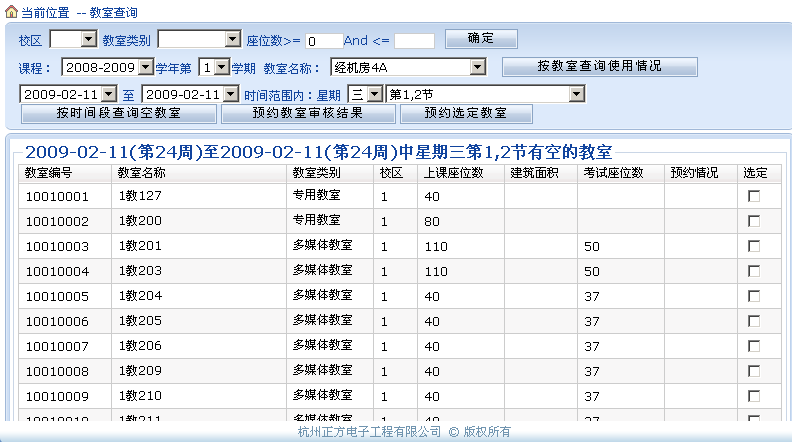 当前位置 -- 教室查询
校区 教室类别 座位数>= 0 And <= 确定
课程： 2008-2009 学年第 1 学期 教室名称： 经机房4A 按教室查询使用情况
2009-02-11 至 2009-02-11 时间范围内：星期 三 第1,2节
按时间段查询空教室 预约教室审核结果 预约选定教室
2009-02-11(第24周)至2009-02-11(第24周)中星期三第1,2节有空的教室
教室编号 教室名称 教室类别 校区 上课座位数 建筑面积 考试座位数 预约情况 选定
10010001 1教127 专用教室 1 40
10010002 1教200 专用教室 1 80
10010003 1教201 多媒体教室 1 110 50
10010004 1教203 多媒体教室 1 110 50
10010005 1教204 多媒体教室 1 40 37
10010006 1教205 多媒体教室 1 40 37
10010007 1教206 多媒体教室 1 40 37
10010008 1教209 多媒体教室 1 40 37
10010009 1教210 多媒体教室 1 40 37
10010010 1教211 多媒体教室 1 40 37
杭州正方电子工程有限公司 © 版权所有